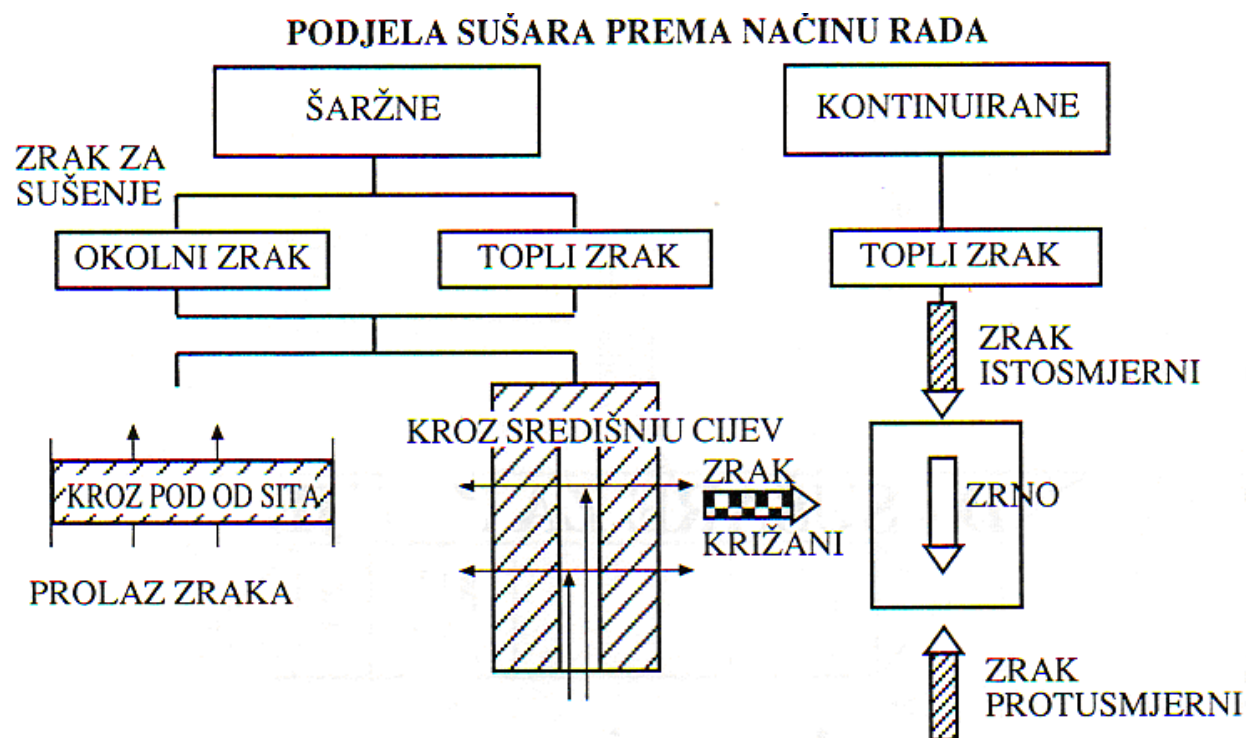 PODJELA SUŠARA PREMA NAČINU RADA
ŠARŽNE
KONTINUIRANE
ZRAK ZA
SUŠENJE
OKOLNI ZRAK
TOPLI ZRAK
TOPLI ZRAK
ZRAK
ISTOSMJERNI
KROZ SREDIŠNJU CIJEV
KROZ POD OD SITA
ZRAK
KRIŽANI
ZRNO
PROLAZ ZRAKA
ZRAK
PROTUSMJERNI